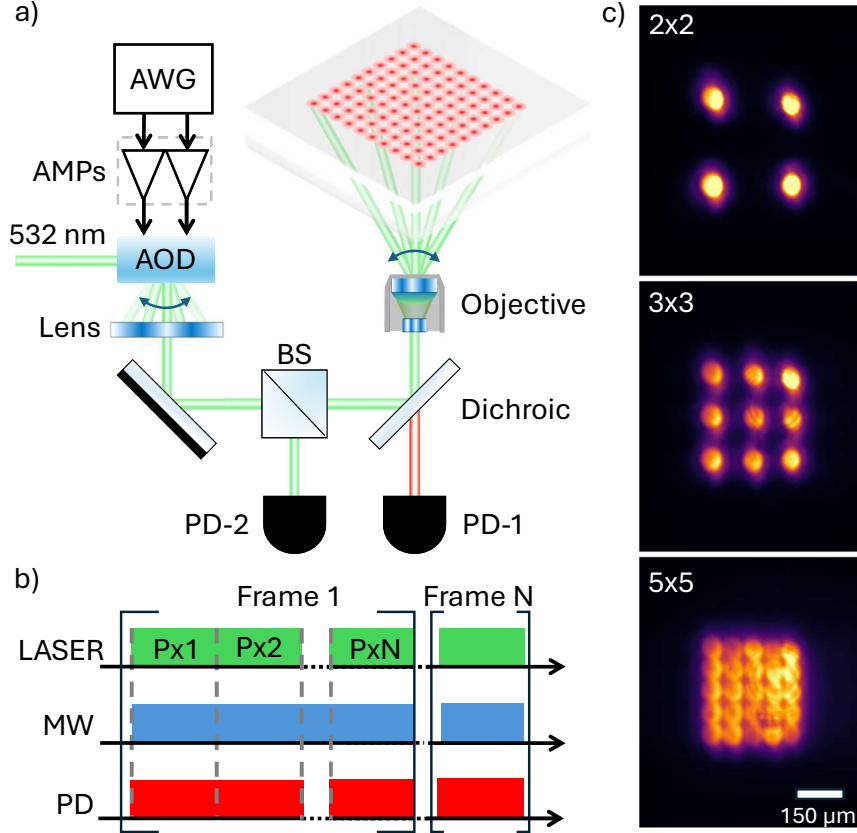 a)
AWG
AMPs
532 nm
AOD
Lens
BS
Objective
Dichroic
PD-2
PD-1
b)
Frame 1
Frame N
LASER
Px1
Px2
PxN
MW
PD
c)
2x2
3x3
5x5
150 µm